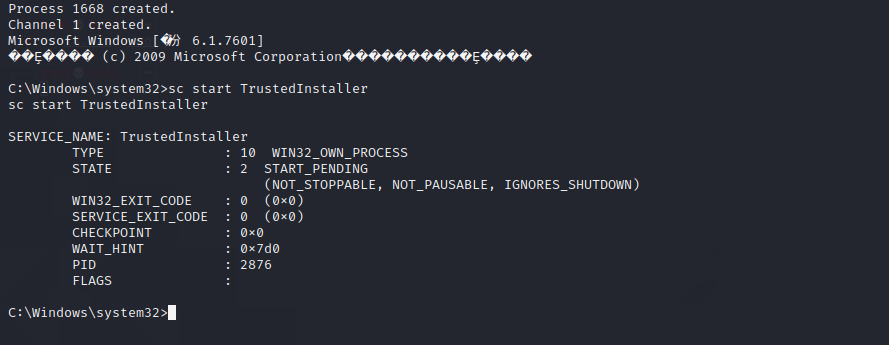 Process 1668 created.
Channel 1 created.
Microsoft Windows [�汾 6.1.7601]
��Ȩ���� (c) 2009 Microsoft Corporation����������Ȩ����
C:\Windows\system32>sc start TrustedInstaller
sc start TrustedInstaller
SERVICE_NAME: TrustedInstaller
TYPE : 10 WIN32_OWN_PROCESS
STATE : 2 START_PENDING
(NOT_STOPPABLE, NOT_PAUSABLE, IGNORES_SHUTDOWN)
WIN32_EXIT_CODE : 0 (0×0)
SERVICE_EXIT_CODE : 0 (0×0)
CHECKPOINT : 0×0
WAIT_HINT : 0×7d0
PID : 2876
FLAGS :
C:\Windows\system32>